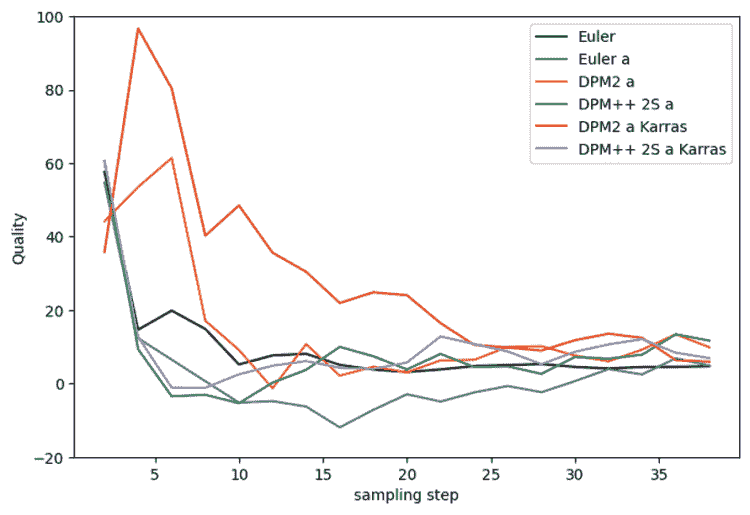 100
80
60
40
20
0
−20
Quality
5 10 15 20 25 30 35
sampling step
Euler
Euler a
DPM2 a
DPM++ 2S a
DPM2 a Karras
DPM++ 2S a Karras